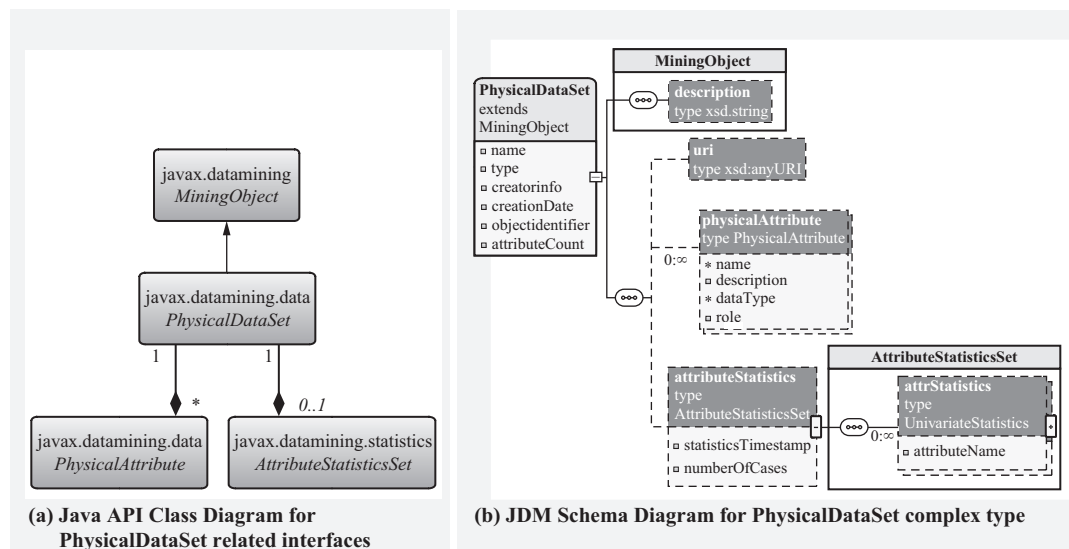 javax.datamining
MiningObject
javax.datamining.data
PhysicalDataSet
1
1
*
0..1
javax.datamining.data
PhysicalAttribute
javax.datamining.statistics
AttributeStatisticsSet
(a) Java API Class Diagram for
PhysicalDataSet related interfaces
PhysicalDataSet
extends
MiningObject
name
type
creatorinfo
creationDate
objectidentifier
attributeCount
MiningObject
description
type xsd.string
uri
type xsd:anyURI
physicalAttribute
type PhysicalAttribute
0:∞
* name
description
* dataType
role
attributeStatistics
type
AttributeStatisticsSet
-
statisticsTimestamp
numberOfCases
AttributeStatisticsSet
attrStatistics
type
UnivariateStatistics
+
0:∞
attributeName
(b) JDM Schema Diagram for PhysicalDataSet complex type